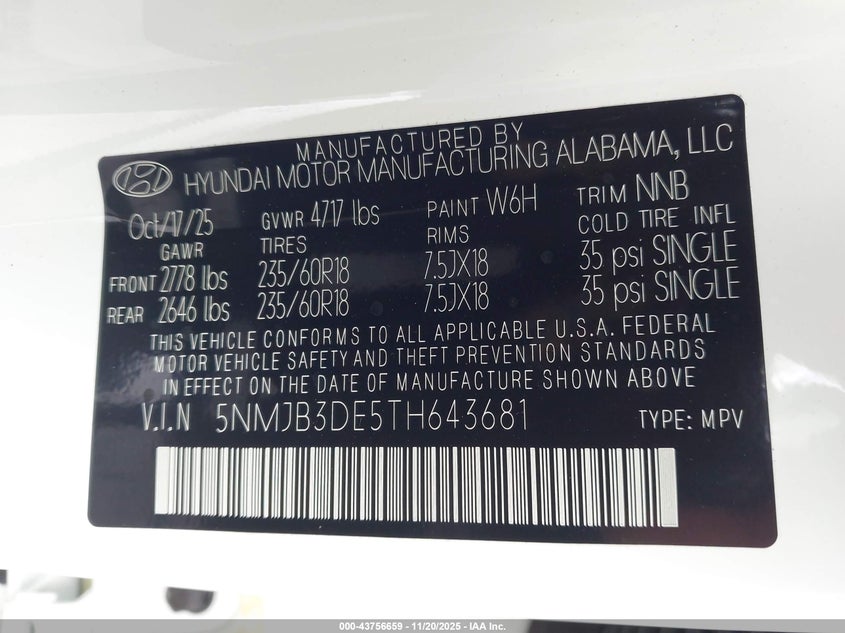 MANUFACTURED BY
HYUNDAI MOTOR MANUFACTURING ALABAMA, LLC
Oct/17/25 GVWR 4717 lbs PAINT W6H TRIM NNB
GAWR TIRES RIMS COLD TIRE INFL
FRONT 2778 lbs 235/60R18 7.5JX18 35 psi SINGLE
REAR 2646 lbs 235/60R18 7.5JX18 35 psi SINGLE
THIS VEHICLE CONFORMS TO ALL APPLICABLE U.S.A. FEDERAL
MOTOR VEHICLE SAFETY AND THEFT PREVENTION STANDARDS
IN EFFECT ON THE DATE OF MANUFACTURE SHOWN ABOVE
V.I.N 5NMJB3DE5TH643681 TYPE: MPV
000-43756659 - 11/20/2025 - IAA Inc.